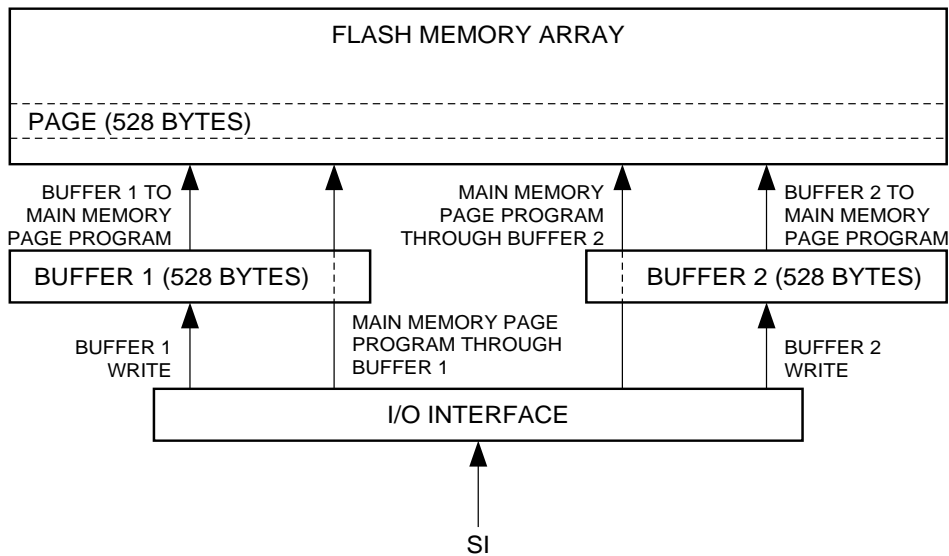 FLASH MEMORY ARRAY
PAGE (528 BYTES)
BUFFER 1 TO
MAIN MEMORY
PAGE PROGRAM
MAIN MEMORY
PAGE PROGRAM
THROUGH BUFFER 2
BUFFER 2 TO
MAIN MEMORY
PAGE PROGRAM
BUFFER 1 (528 BYTES)
BUFFER 2 (528 BYTES)
BUFFER 1
WRITE
MAIN MEMORY PAGE
PROGRAM THROUGH
BUFFER 1
BUFFER 2
WRITE
I/O INTERFACE
SI